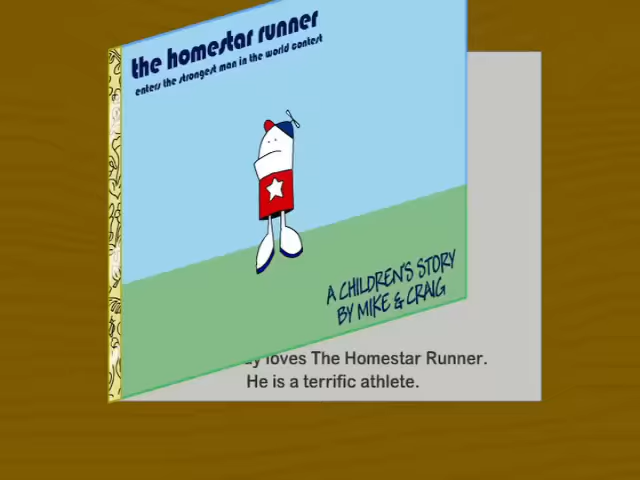 the homestar runner
enters the strongest man in the world contest
A CHILDREN'S STORY
BY MIKE & CRAIG
loves The Homestar Runner.
He is a terrific athlete.